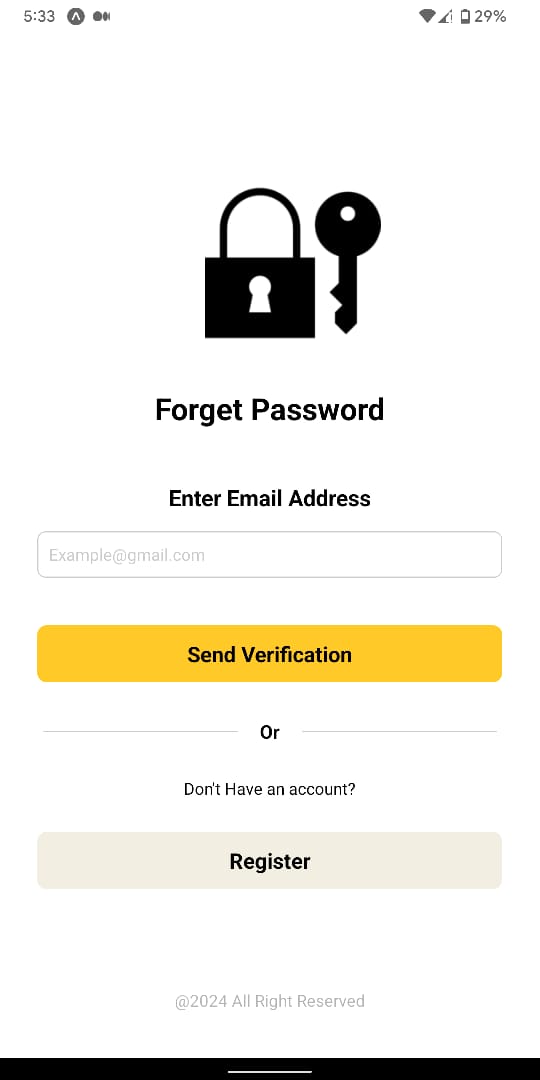 5:33
29%
Forget Password
Enter Email Address
Example@gmail.com
Send Verification
Or
Don't Have an account?
Register
@2024 All Right Reserved